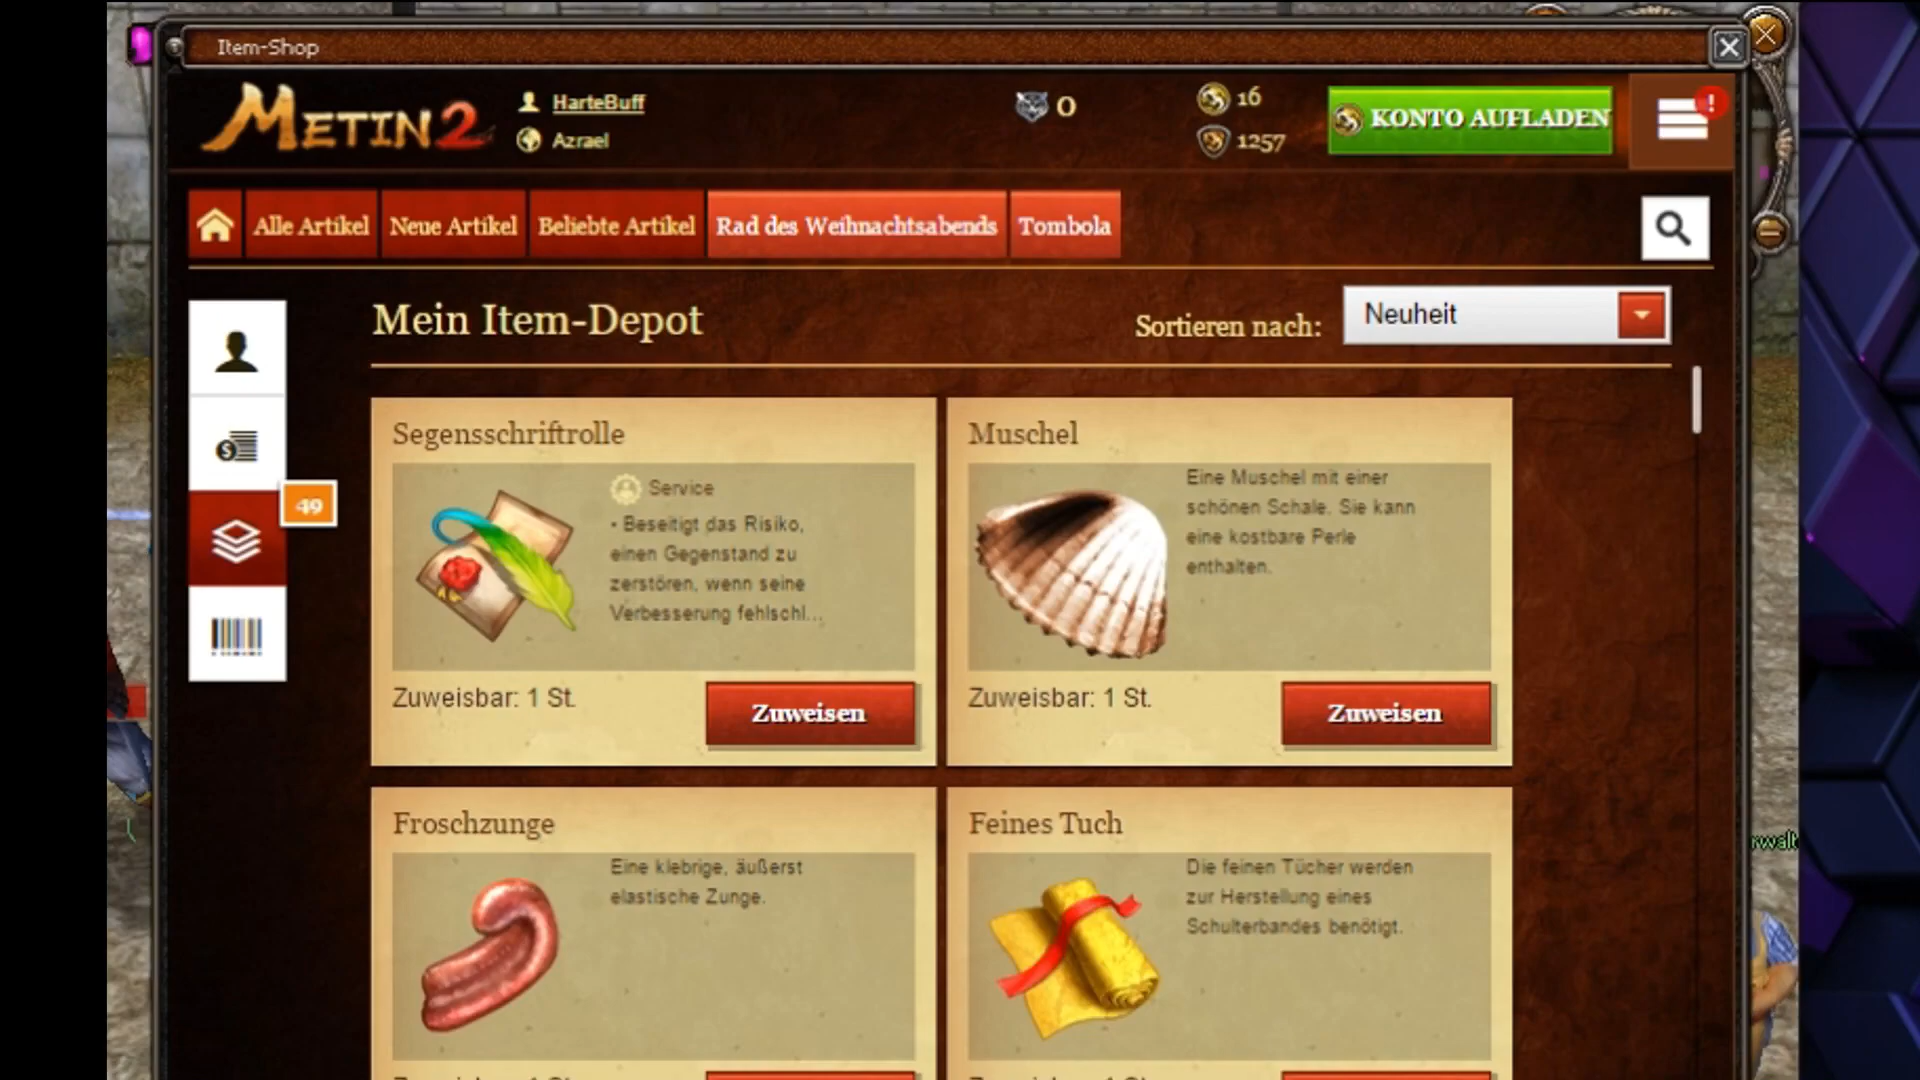 Item-Shop
METIN2
HarteBuff
Azrael
0
16
1257
KONTO AUFLADEN
!
Alle Artikel
Neue Artikel
Beliebte Artikel
Rad des Weihnachtsabends
Tombola
Mein Item-Depot
Sortieren nach:
Neuheit
49
Segensschriftrolle
Service
• Beseitigt das Risiko,
einen Gegenstand zu
zerstören, wenn seine
Verbesserung fehlschl...
Zuweisbar: 1 St.
Zuweisen
Muschel
Eine Muschel mit einer
schönen Schale. Sie kann
eine kostbare Perle
enthalten.
Zuweisbar: 1 St.
Zuweisen
Froschzunge
Eine klebrige, äußerst
elastische Zunge.
Feines Tuch
Die feinen Tücher werden
zur Herstellung eines
Schulterbandes benötigt.